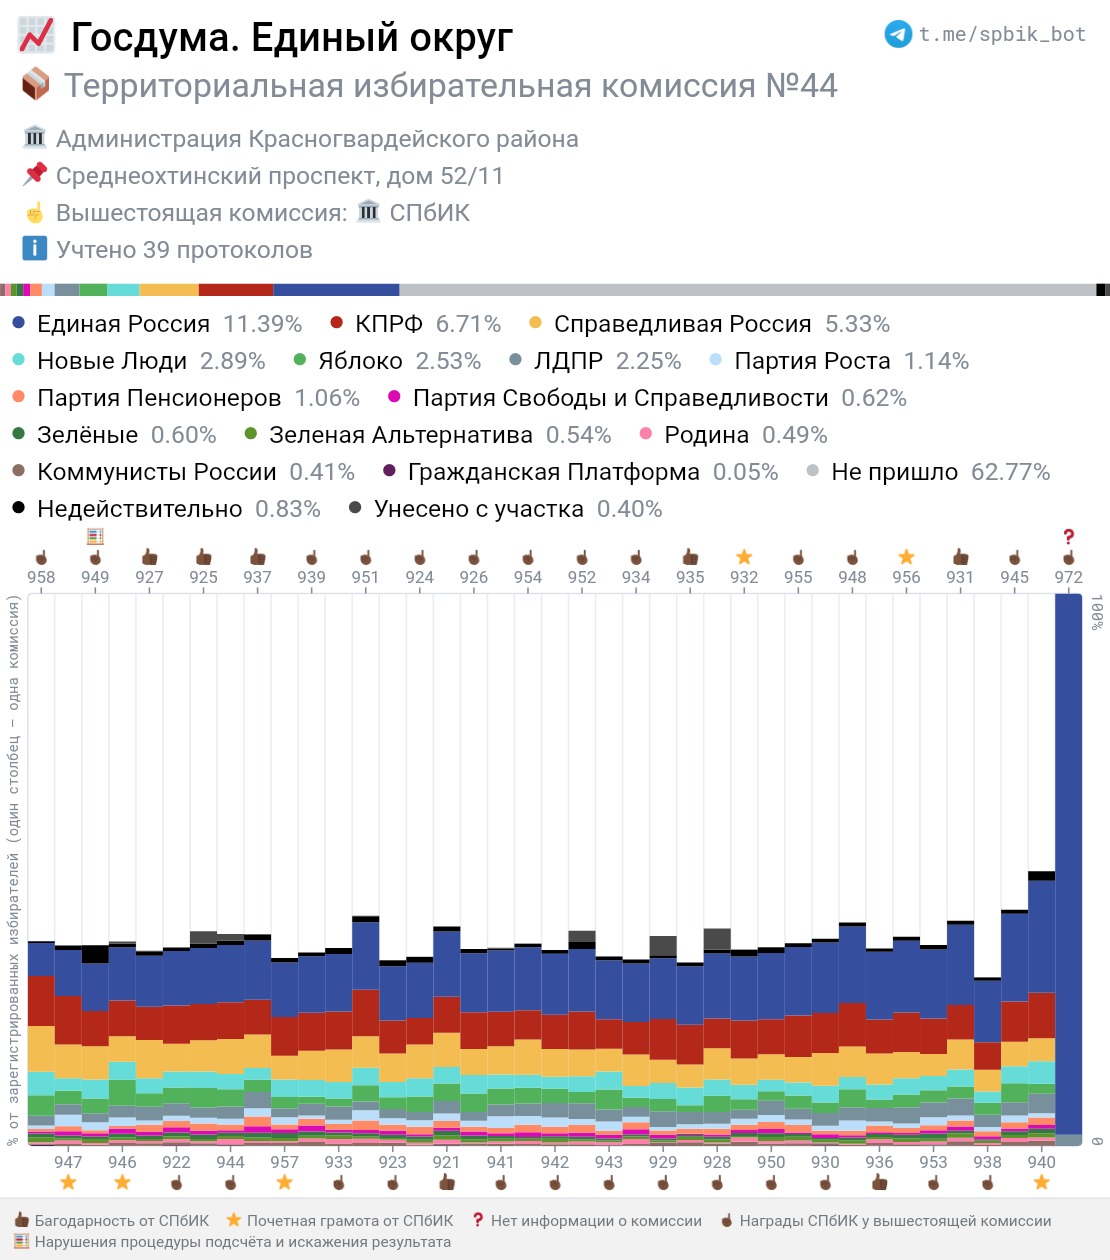 Госдума. Единый округ
t.me/spbik_bot
Территориальная избирательная комиссия №44
Администрация Красногвардейского района
Среднеохтинский проспект, дом 52/11
Вышестоящая комиссия: СПбИК
Учтено 39 протоколов
Единая Россия 11.39% КПРФ 6.71% Справедливая Россия 5.33%
Новые Люди 2.89% Яблоко 2.53% ЛДПР 2.25% Партия Роста 1.14%
Партия Пенсионеров 1.06% Партия Свободы и Справедливости 0.62%
Зелёные 0.60% Зеленая Альтернатива 0.54% Родина 0.49%
Коммунисты России 0.41% Гражданская Платформа 0.05% Не пришло 62.77%
Недействительно 0.83% Унесено с участка 0.40%
958 949 927 925 937 939 951 924 926 954 952 934 935 932 955 948 956 931 945 972
% от зарегистрированных избирателей (один столбец – одна комиссия)
100%
0
947 946 922 944 957 933 923 921 941 942 943 929 928 950 930 936 953 938 940
Багодарность от СПбИК Почетная грамота от СПбИК Нет информации о комиссии Награды СПбИК у вышестоящей комиссии
Нарушения процедуры подсчёта и искажения результата